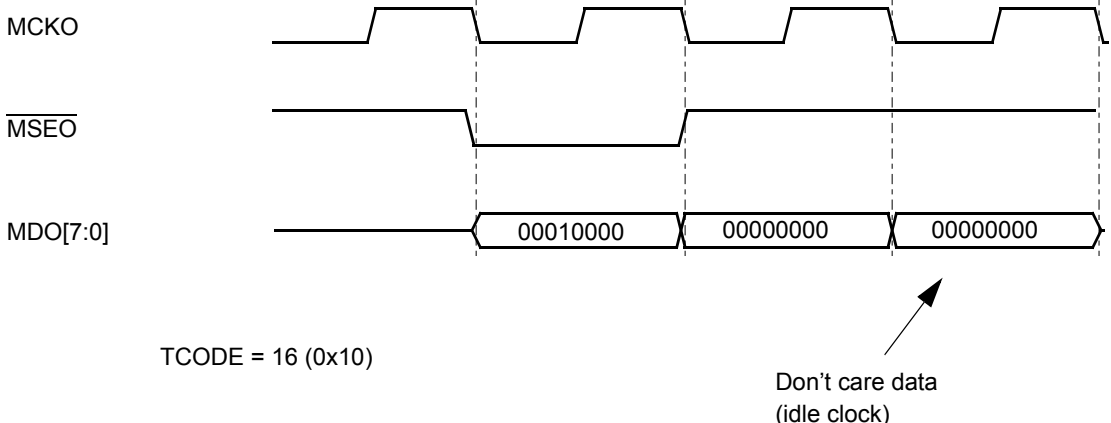 MCKO
MSEO
MDO[7:0]
00010000 00000000 00000000
TCODE = 16 (0x10)
Don't care data
(idle clock)